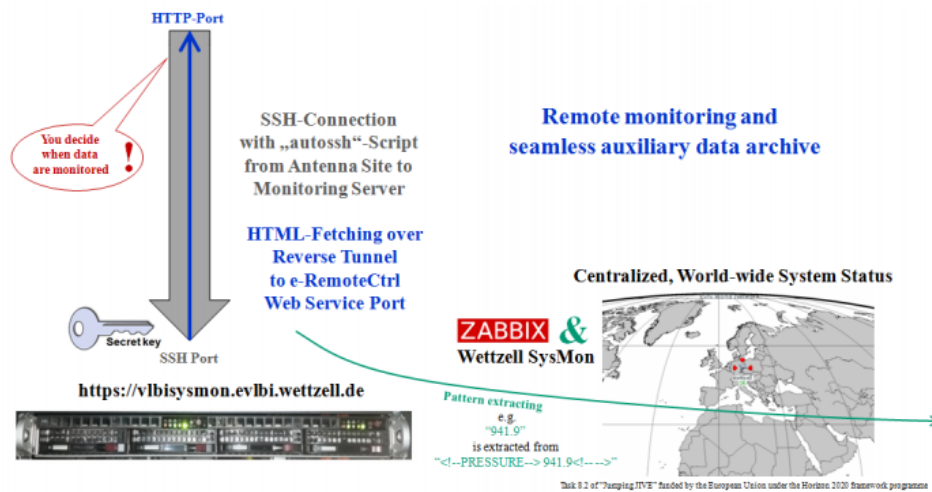 HTTP-Port
You decide
when data
are monitored
!
SSH-Connection
with „autossh“-Script
from Antenna Site to
Monitoring Server
HTML-Fetching over
Reverse Tunnel
to e-RemoteCtrl
Web Service Port
Secret key
SSH Port
https://vlbisysmon.evlbi.wettzell.de
Remote monitoring and
seamless auxiliary data archive
Centralized, World-wide System Status
ZABBIX &
Wettzell SysMon
Pattern extracting
e.g.
“941.9”
is extracted from
“<!--PRESSURE--> 941.9<!-- -->”
Task 8.2 of "Jumping JIVE" funded by the European Union under the Horizon 2020 framework programme